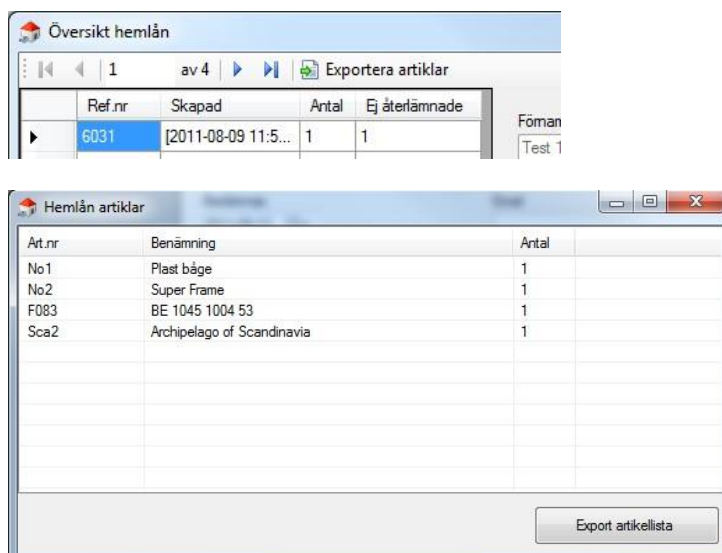 Översikt hemlån
1 av 4 Exportera artiklar
Ref.nr Skapad Antal Ej återlämnade
6031 [2011-08-09 11:5... 1 1
Förnam
Test 1
Hemlån artiklar
Art.nr Benämning Antal
No1 Plast båge 1
No2 Super Frame 1
F083 BE 1045 1004 53 1
Sca2 Archipelago of Scandinavia 1
Export artikellista